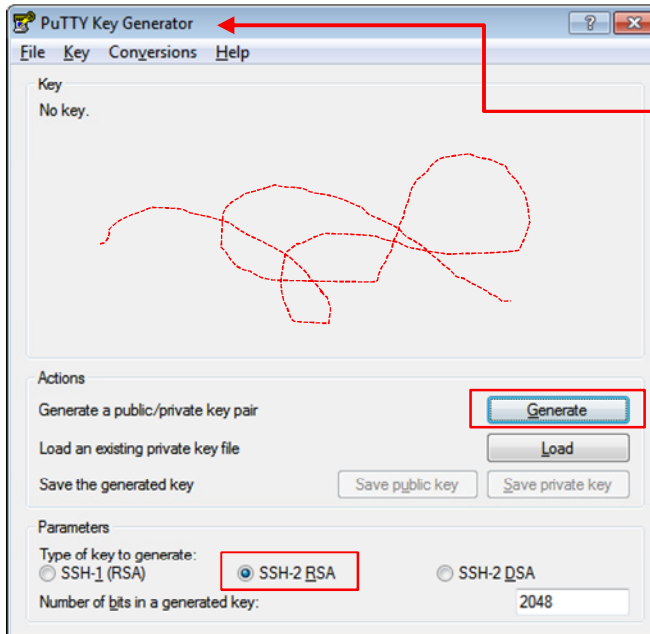 PuTTY Key Generator
File Key Conversions Help
Key
No key.
Actions
Generate a public/private key pair Generate
Load an existing private key file Load
Save the generated key Save public key Save private key
Parameters
Type of key to generate:
SSH-1 (RSA) SSH-2 RSA SSH-2 DSA
Number of bits in a generated key: 2048